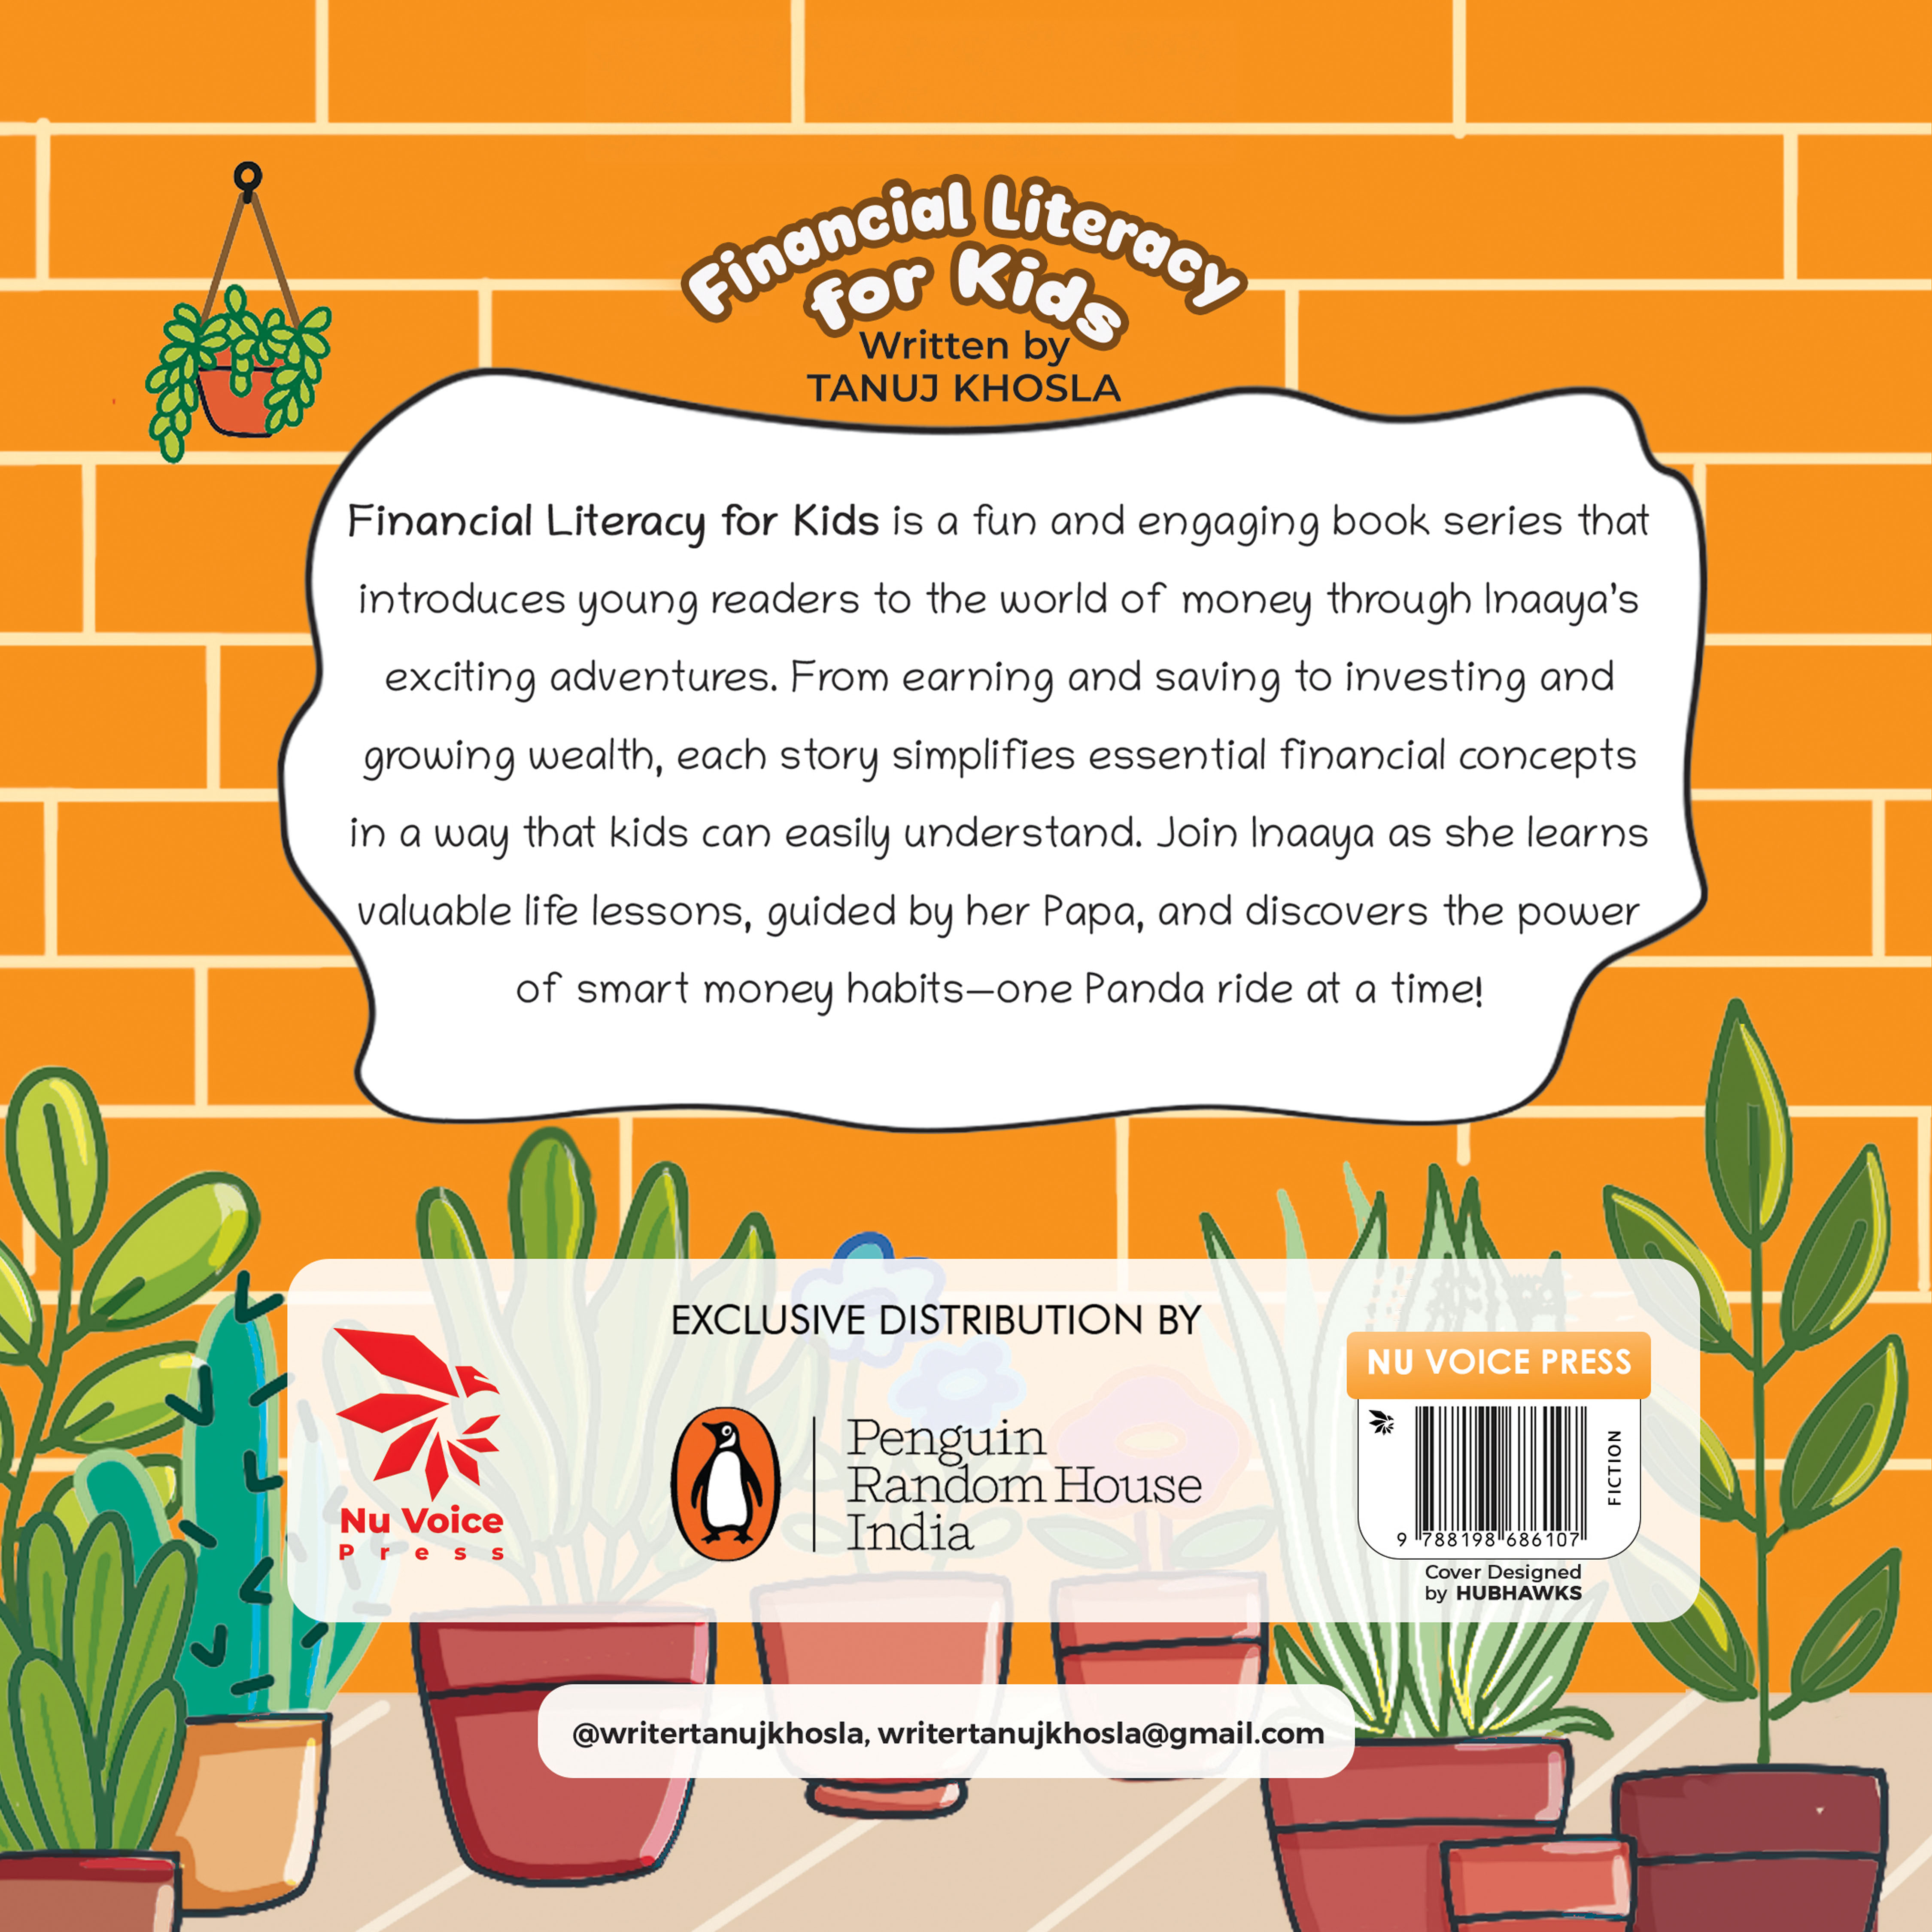 Financial Literacy
for Kids
Written by
TANUJ KHOSLA
Financial Literacy for Kids is a fun and engaging book series that
introduces young readers to the world of money through Inaaya's
exciting adventures. From earning and saving to investing and
growing wealth, each story simplifies essential financial concepts
in a way that kids can easily understand. Join Inaaya as she learns
valuable life lessons, guided by her Papa, and discovers the power
of smart money habits—one Panda ride at a time!
EXCLUSIVE DISTRIBUTION BY
Nu Voice
Press
Penguin
Random House
India
NU VOICE PRESS
FICTION
9 788198 686107
Cover Designed
by HUBHAWKS
@writertanujkhosla, writertanujkhosla@gmail.com